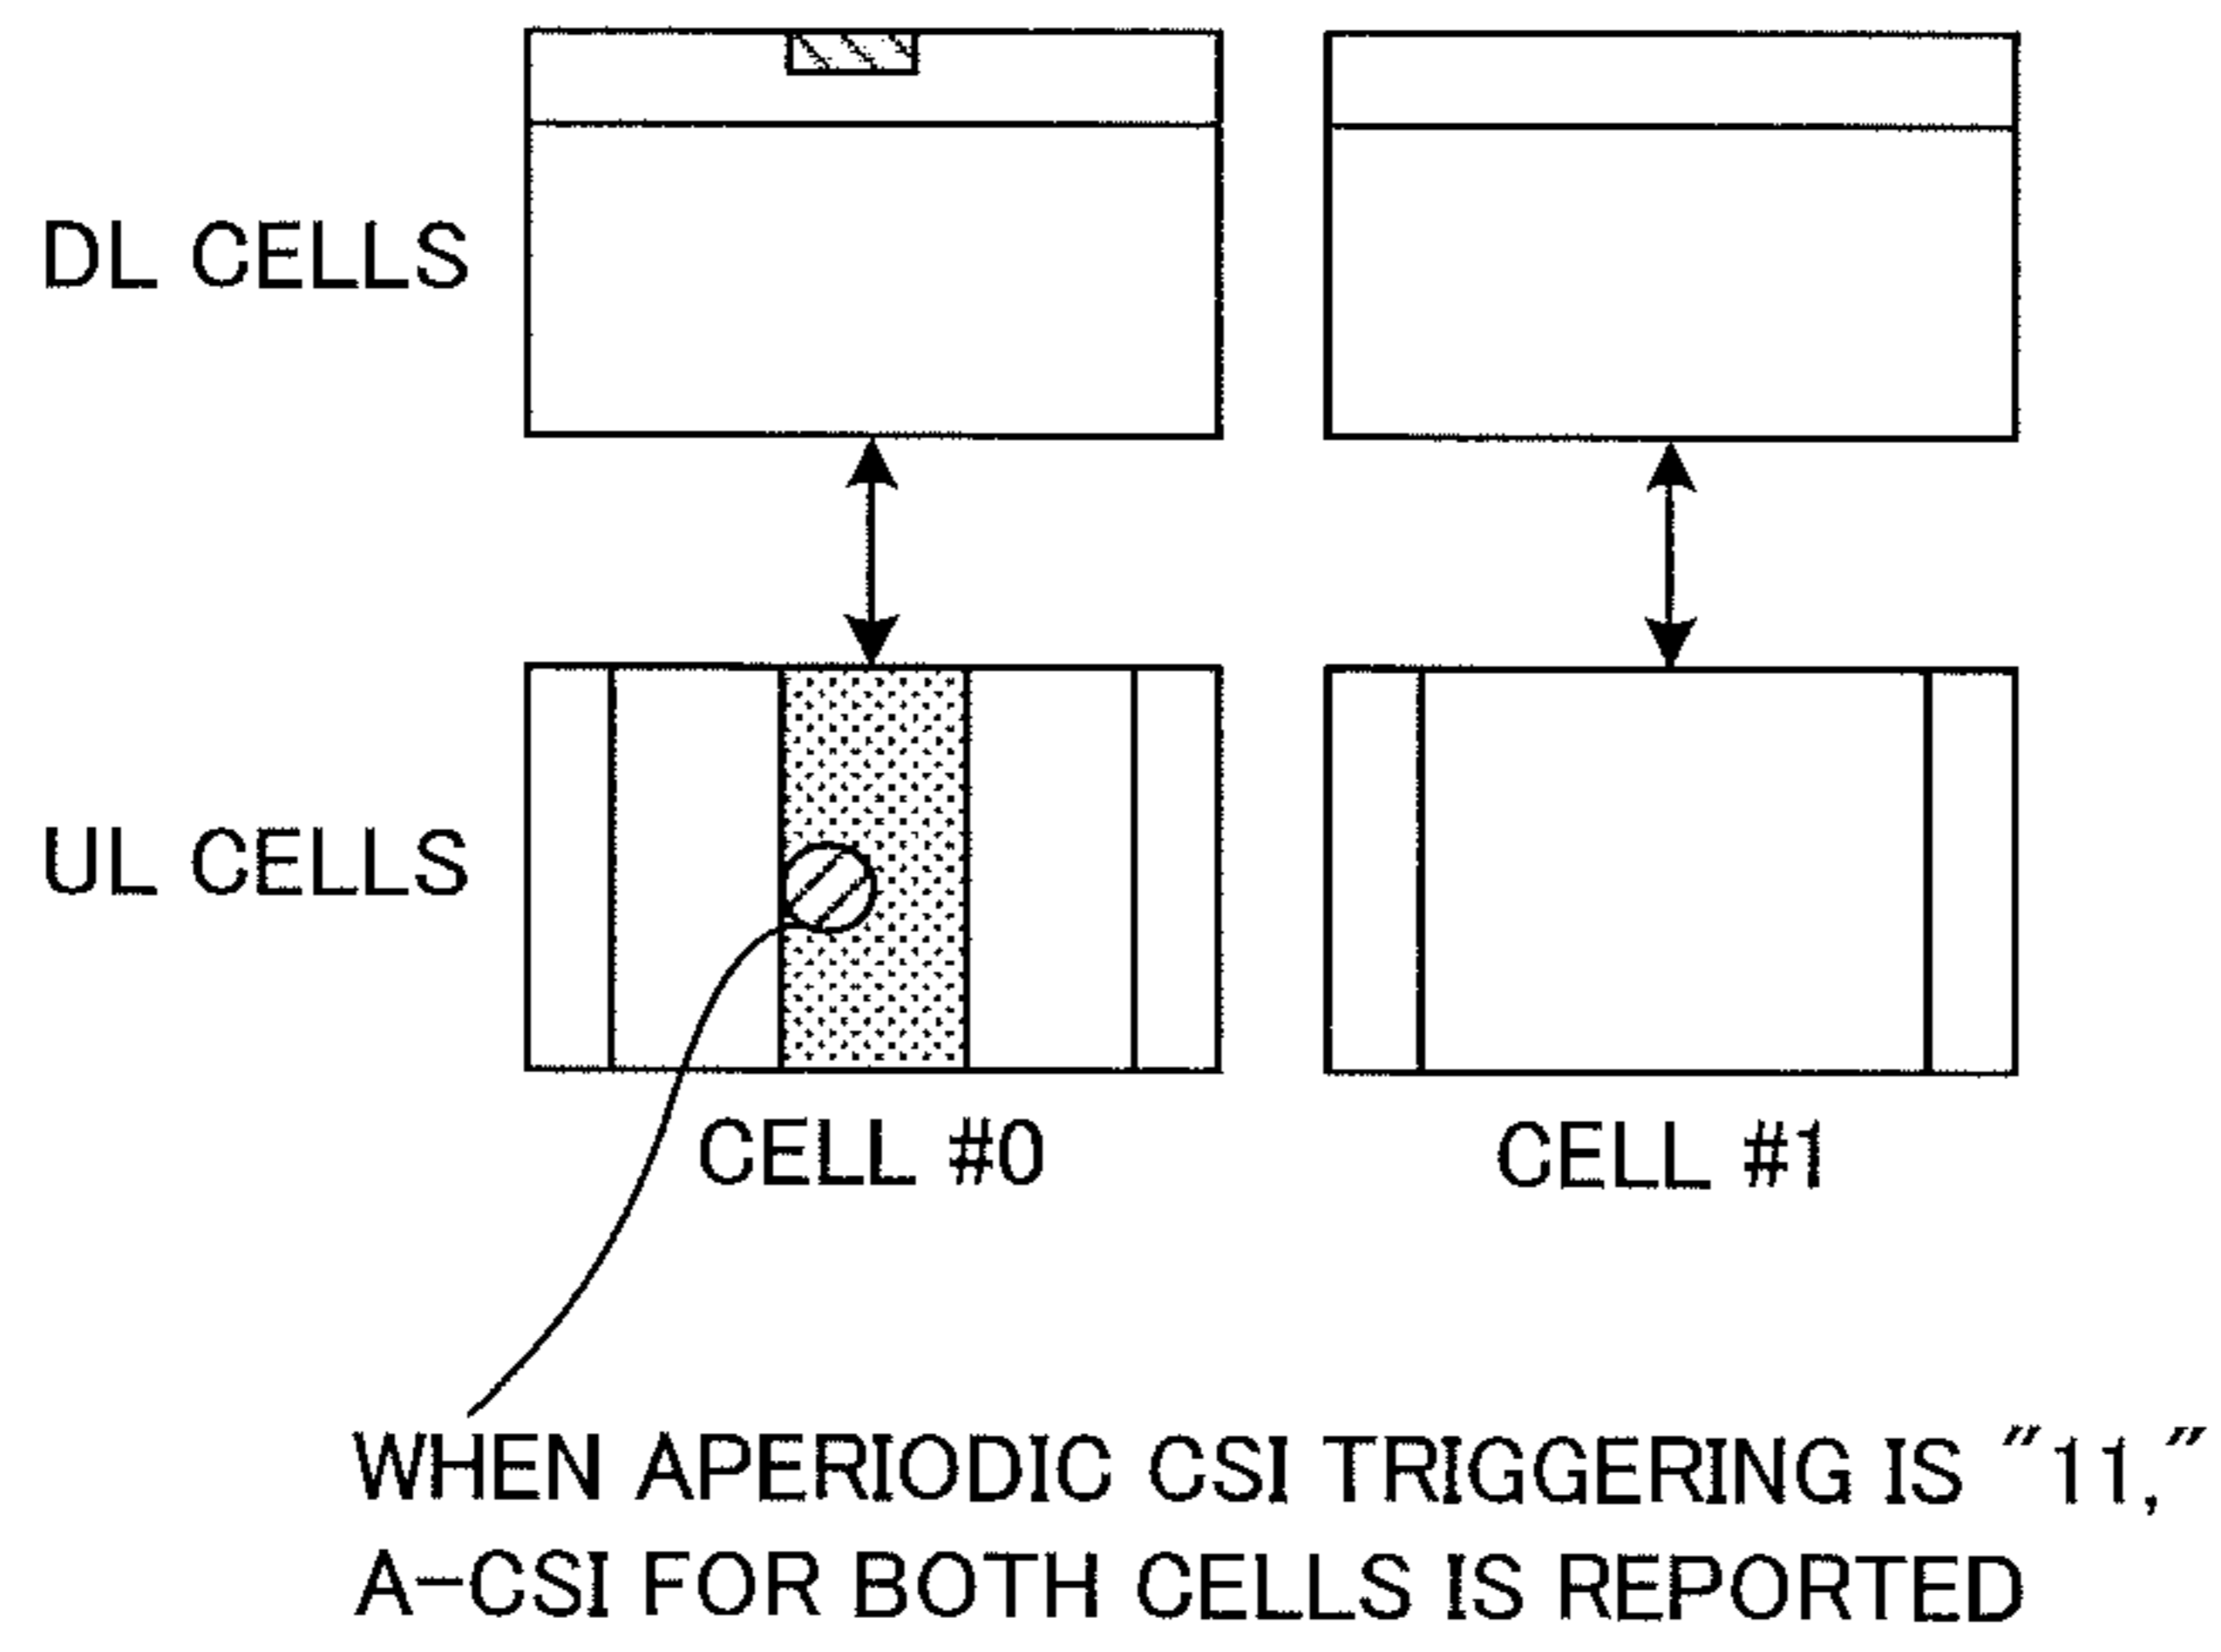 DL CELLS
UL CELLS
CELL #0
CELL #1
WHEN APERIODIC CSI TRIGGERING IS "11,"
A-CSI FOR BOTH CELLS IS REPORTED